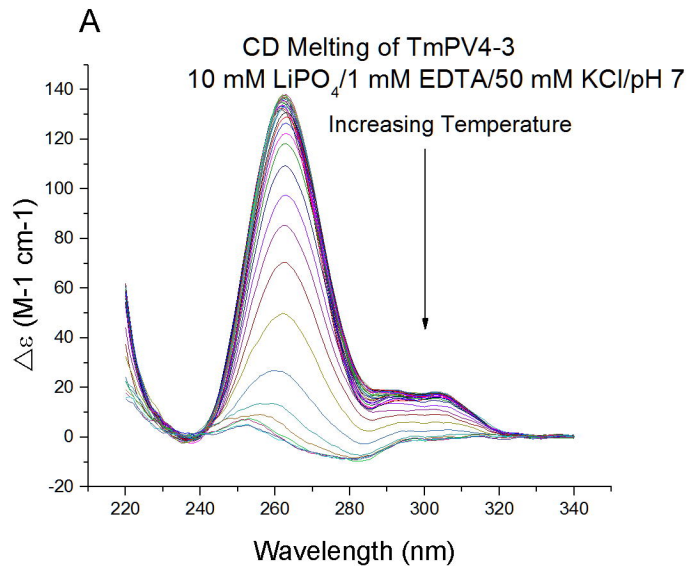 A
CD Melting of TmPV4-3
10 mM LiPO₄/1 mM EDTA/50 mM KCl/pH 7
Increasing Temperature
140
120
100
80
60
40
20
0
-20
△ε (M-1 cm-1)
220 240 260 280 300 320 340
Wavelength (nm)